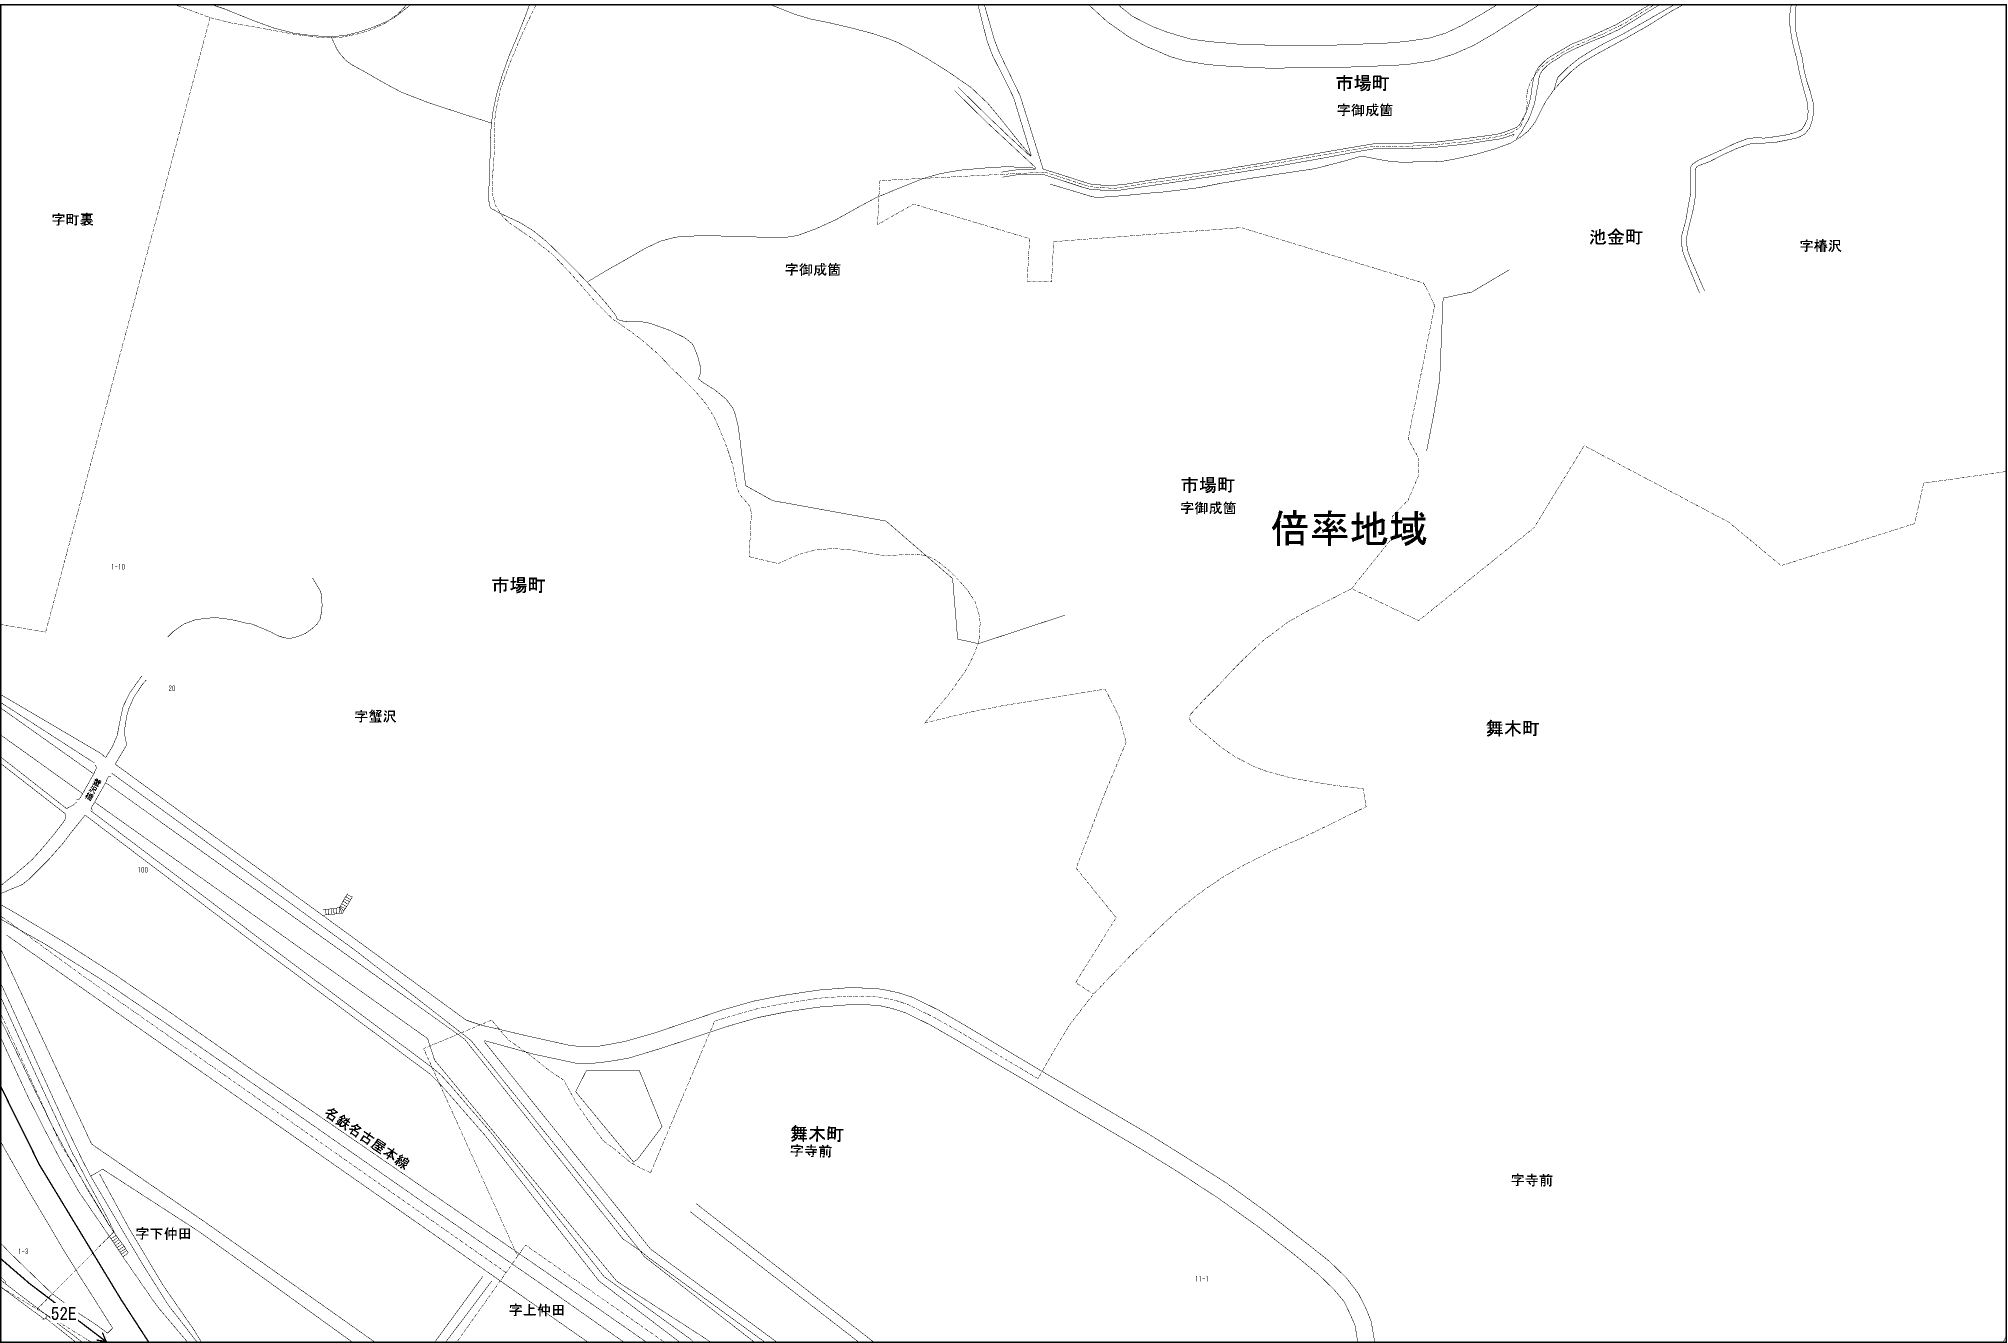 市場町
字御成箇
字町裏
池金町
字椿沢
字御成箇
市場町
字御成箇
倍率地域
1-10
市場町
20
字蟹沢
舞木町
100
名鉄名古屋本線
舞木町
字寺前
字寺前
字下仲田
1-3
11-1
52E
字上仲田